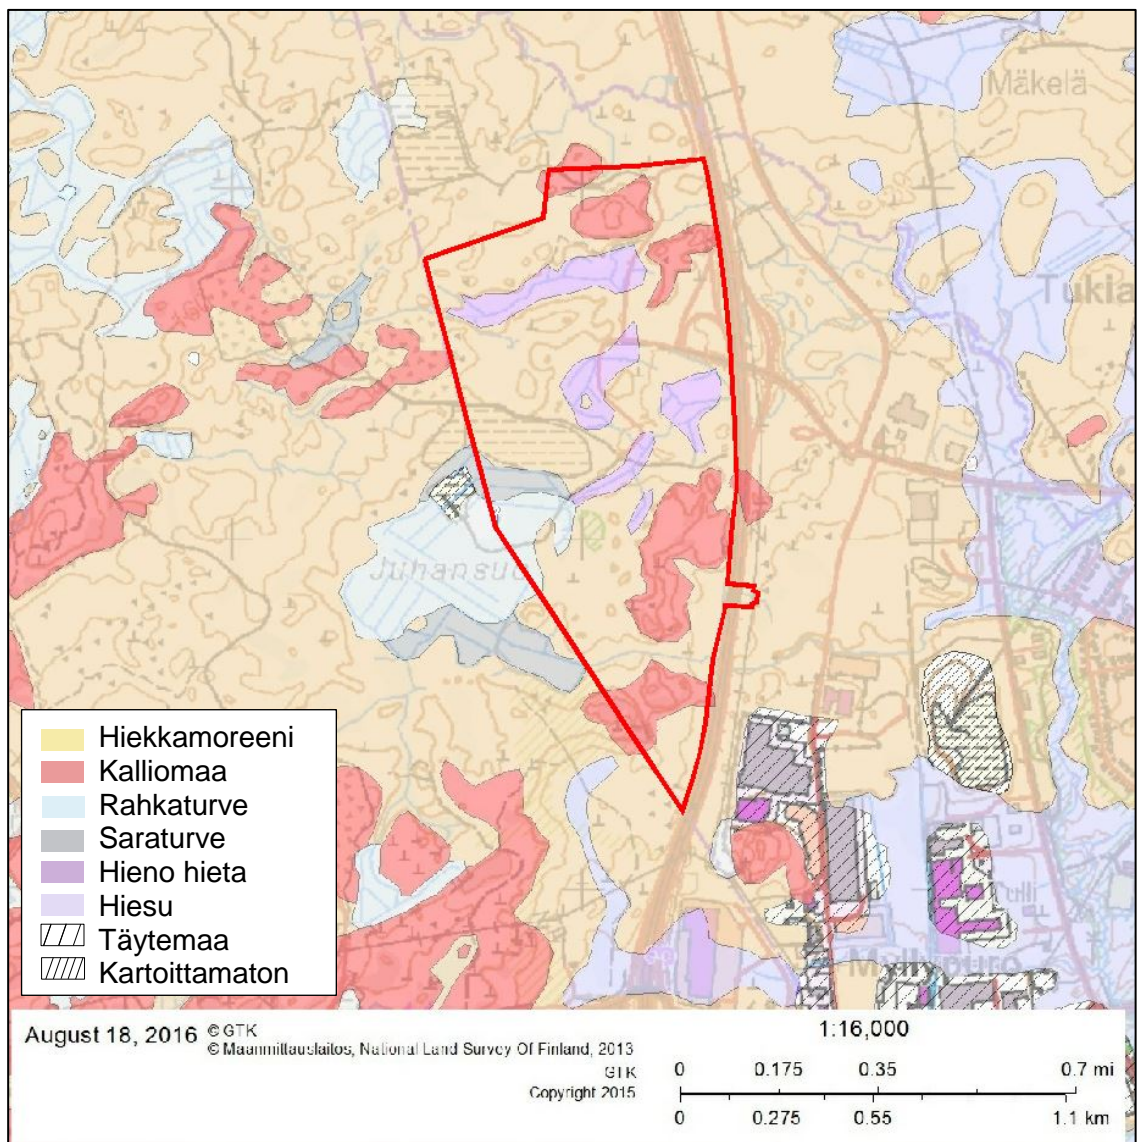 Mäkelä
Tukia
Juhansuo
Hiekkamoreeni
Kalliomaa
Rahkaturve
Saraturve
Hieno hieta
Hiesu
Täytemaa
Kartoittamaton
Tulli
August 18, 2016
© GTK
© Maanmittauslaitos, National Land Survey Of Finland, 2013
GTK
Copyright 2015
1:16,000
0 0.175 0.35 0.7 mi
0 0.275 0.55 1.1 km